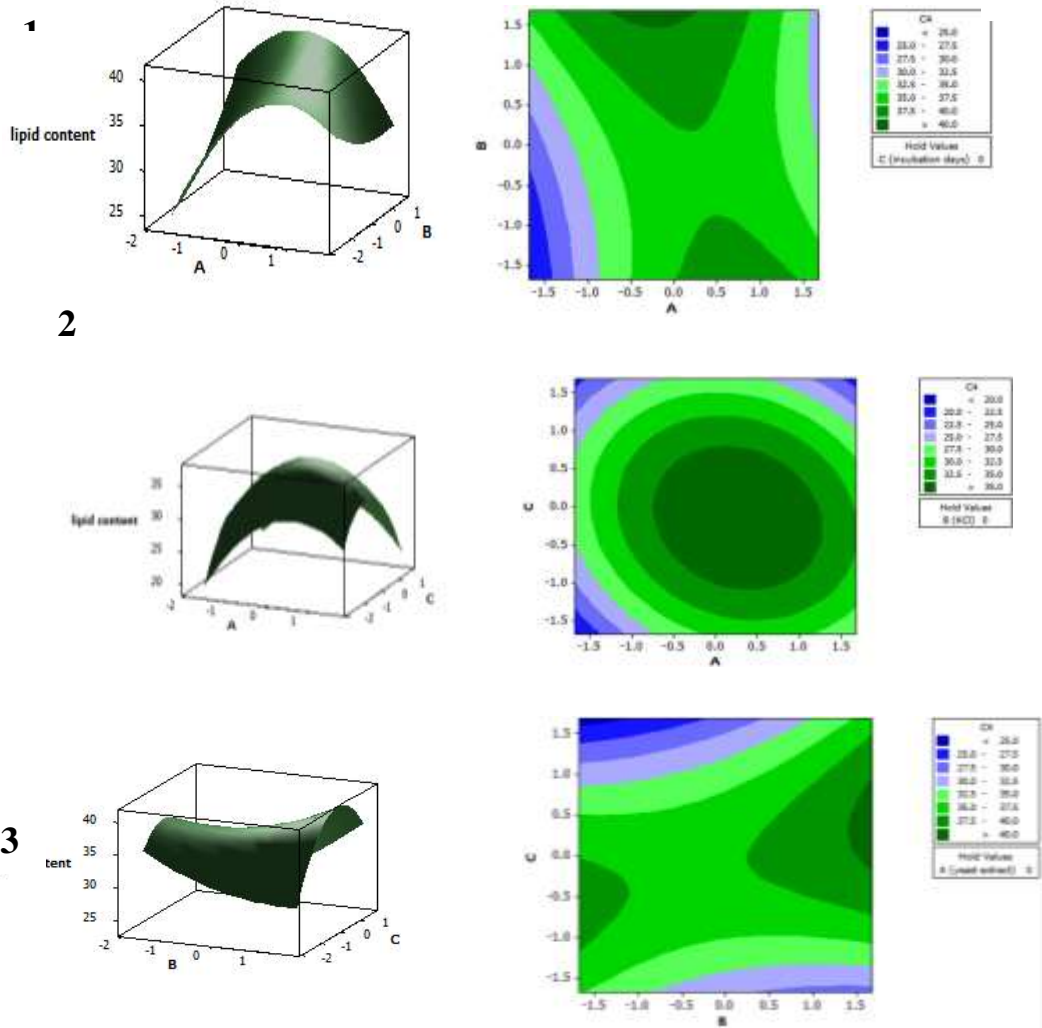 1
40
35
30
25
lipid content
-2
-1
0
1
A
-2
-1
0
1
B
1.5
1.0
0.5
0.0
-0.5
-1.0
-1.5
B
-1.5 -1.0 -0.5 0.0 0.5 1.0 1.5
A
C4
< 25.0
25.0 - 27.5
27.5 - 30.0
30.0 - 32.5
32.5 - 35.0
35.0 - 37.5
37.5 - 40.0
> 40.0
Hold Values
C (incubation days) 0
2
35
30
25
20
lipid content
-2
-1
0
1
A
-2
-1
0
1
C
1.5
1.0
0.5
0.0
-0.5
-1.0
-1.5
C
-1.5 -1.0 -0.5 0.0 0.5 1.0 1.5
A
C4
< 20.0
20.0 - 22.5
22.5 - 25.0
25.0 - 27.5
27.5 - 30.0
30.0 - 32.5
32.5 - 35.0
> 35.0
Hold Values
B (KCl) 0
3
40
35
30
25
tent
-2
-1
0
1
B
-2
-1
0
1
C
1.5
1.0
0.5
0.0
-0.5
-1.0
-1.5
C
-1.5 -1.0 -0.5 0.0 0.5 1.0 1.5
B
C4
< 25.0
25.0 - 27.5
27.5 - 30.0
30.0 - 32.5
32.5 - 35.0
35.0 - 37.5
37.5 - 40.0
> 40.0
Hold Values
A (yeast extract) 0